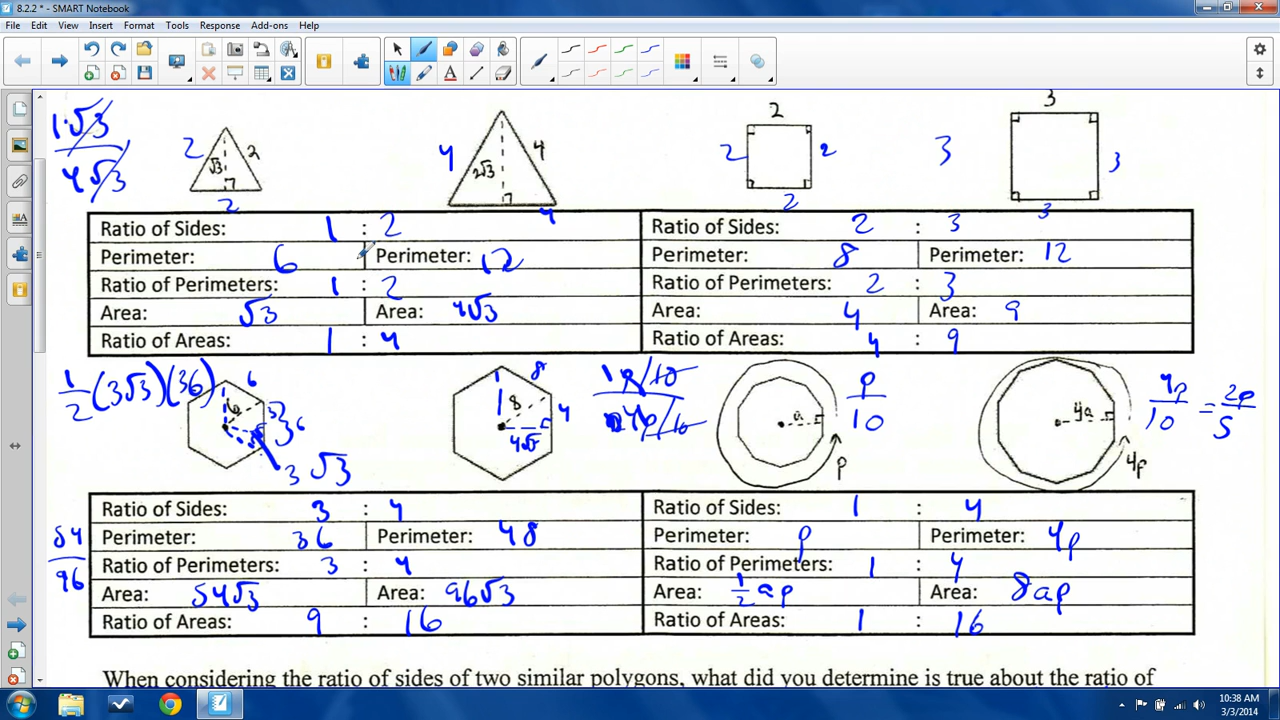 8.2.2 * - SMART Notebook
File Edit View Insert Format Tools Response Add-ons Help
1·√3
4√3
2 √3 2
2
4 2√3 4
4
2
2 2
2
3
3 3
3
Ratio of Sides: 1 : 2
Perimeter: 6 Perimeter: 12
Ratio of Perimeters: 1 : 2
Area: √3 Area: 4√3
Ratio of Areas: 1 : 4
Ratio of Sides: 2 : 3
Perimeter: 8 Perimeter: 12
Ratio of Perimeters: 2 : 3
Area: 4 Area: 9
Ratio of Areas: 4 : 9
1/2 (3√3)(36)
6
6
3 √3
8
8 4
1p/10
4p/10
a
p/10
p
4a
4p/10 = 2p/5
4p
Ratio of Sides: 3 : 4
54
96
Perimeter: 36 Perimeter: 48
Ratio of Perimeters: 3 : 4
Area: 54√3 Area: 96√3
Ratio of Areas: 9 : 16
Ratio of Sides: 1 : 4
Perimeter: p Perimeter: 4p
Ratio of Perimeters: 1 : 4
Area: 1/2 ap Area: 8ap
Ratio of Areas: 1 : 16
When considering the ratio of sides of two similar polygons, what did you determine is true about the ratio of
10:38 AM
3/3/2014